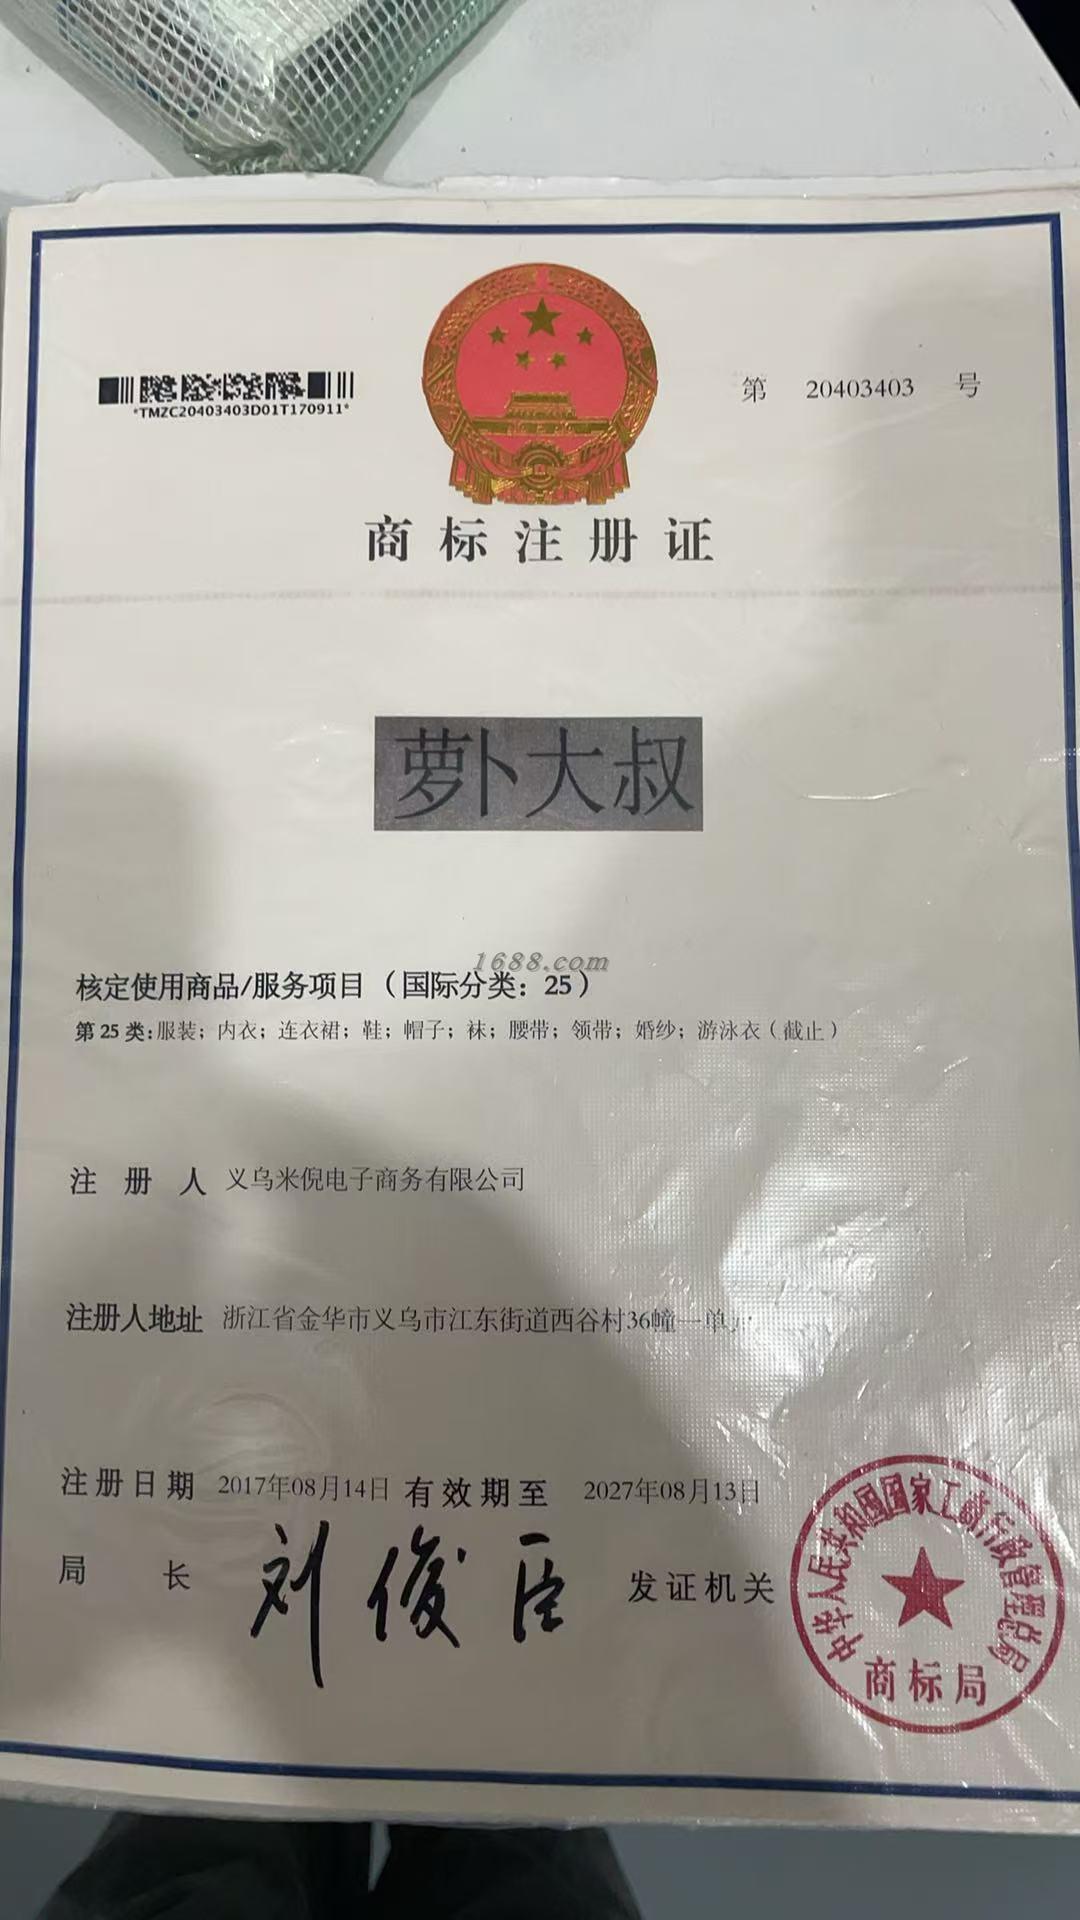 *TMZC20403403D01T170911*
第 20403403 号
商标注册证
萝卜大叔
1688.com
核定使用商品/服务项目（国际分类：25）
第25类:服装；内衣；连衣裙；鞋；帽子；袜；腰带；领带；婚纱；游泳衣（截止）
注册人 义乌米倪电子商务有限公司
注册人地址 浙江省金华市义乌市江东街道西谷村36幢一单
注册日期 2017年08月14日 有效期至 2027年08月13日
局长 刘俊臣 发证机关
中华人民共和国国家工商行政管理总局
商标局